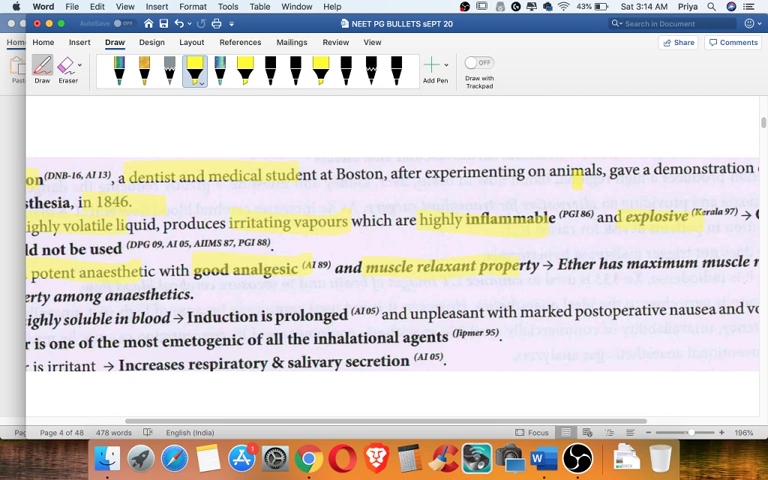 Word File Edit View Insert Format Tools Table Window Help 43% Sat 3:14 AM Priya
AutoSave OFF NEET PG BULLETS sEPT 20 Search in Document
Home Insert Draw Design Layout References Mailings Review View Share Comments
Draw Eraser Add Pen OFF Draw with Trackpad
on(DNB-16, AI 13), a dentist and medical student at Boston, after experimenting on animals, gave a demonstration
sthesia, in 1846.
ighly volatile liquid, produces irritating vapours which are highly inflammable (PGI 86) and explosive (Kerala 97) →
ld not be used (DPG 09, AI 05, AIIMS 87, PGI 88).
potent anaesthetic with good analgesic (AI 89) and muscle relaxant property → Ether has maximum muscle r
erty among anaesthetics.
ighly soluble in blood → Induction is prolonged (AI 05) and unpleasant with marked postoperative nausea and vo
r is one of the most emetogenic of all the inhalational agents (Jipmer 95).
r is irritant → Increases respiratory & salivary secretion (AI 05).
Page 4 of 48 478 words English (India) Focus 196%